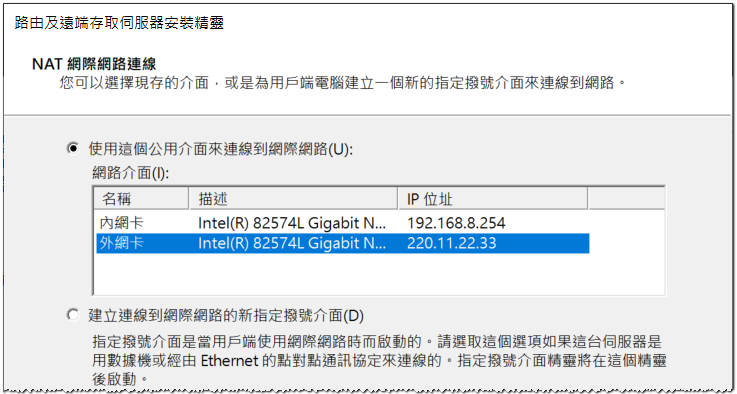 路由及遠端存取伺服器安裝精靈
NAT 網際網路連線
您可以選擇現存的介面，或是為用戶端電腦建立一個新的指定撥號介面來連線到網路。
使用這個公用介面來連線到網際網路(U):
網路介面(I):
名稱 描述 IP 位址
內網卡 Intel(R) 82574L Gigabit N... 192.168.8.254
外網卡 Intel(R) 82574L Gigabit N... 220.11.22.33
建立連線到網際網路的新指定撥號介面(D)
指定撥號介面是當用戶端使用網際網路時而啟動的。請選取這個選項如果這台伺服器是
用數據機或經由 Ethernet 的點對點通訊協定來連線的。指定撥號介面精靈將在這個精靈
後啟動。